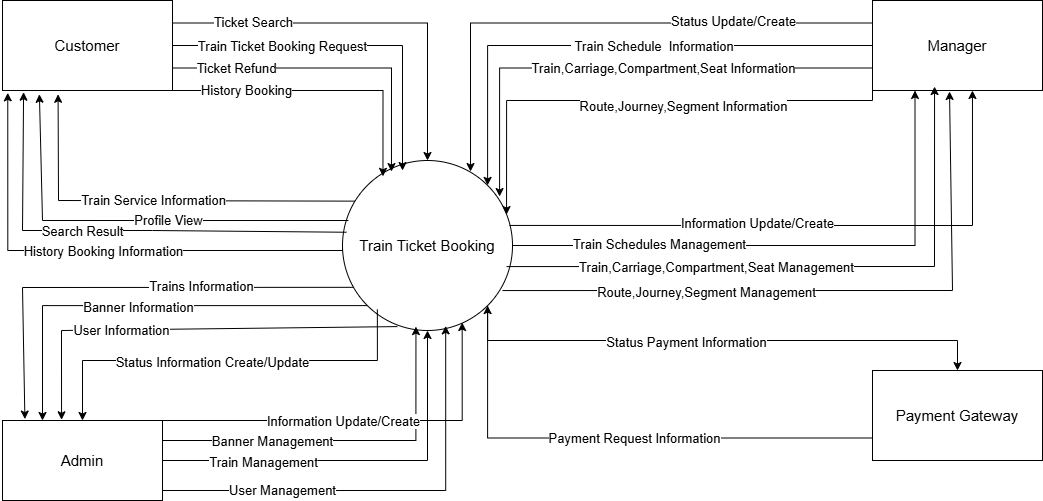 Customer
Ticket Search
Train Ticket Booking Request
Ticket Refund
History Booking
Status Update/Create
Train Schedule  Information
Train,Carriage,Compartment,Seat Information
Route,Journey,Segment Information
Manager
Train Service Information
Profile View
Search Result
History Booking Information
Train Ticket Booking
Information Update/Create
Train Schedules Management
Train,Carriage,Compartment,Seat Management
Route,Journey,Segment Management
Trains Information
Banner Information
User Information
Status Information Create/Update
Status Payment Information
Payment Gateway
Payment Request Information
Admin
Information Update/Create
Banner Management
Train Management
User Management